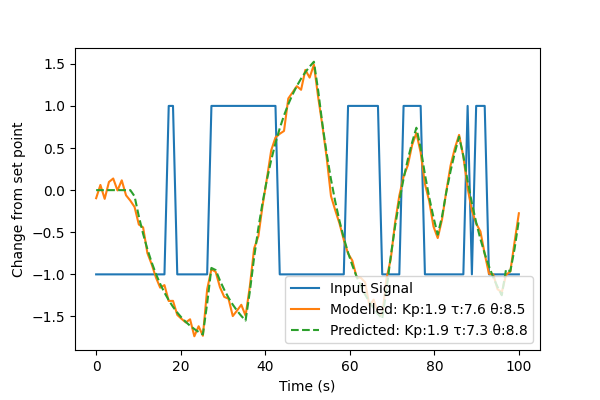 1.5
1.0
0.5
0.0
−0.5
−1.0
−1.5
Change from set point
Input Signal
Modelled: Kp:1.9 τ:7.6 θ:8.5
Predicted: Kp:1.9 τ:7.3 θ:8.8
0 20 40 60 80 100
Time (s)